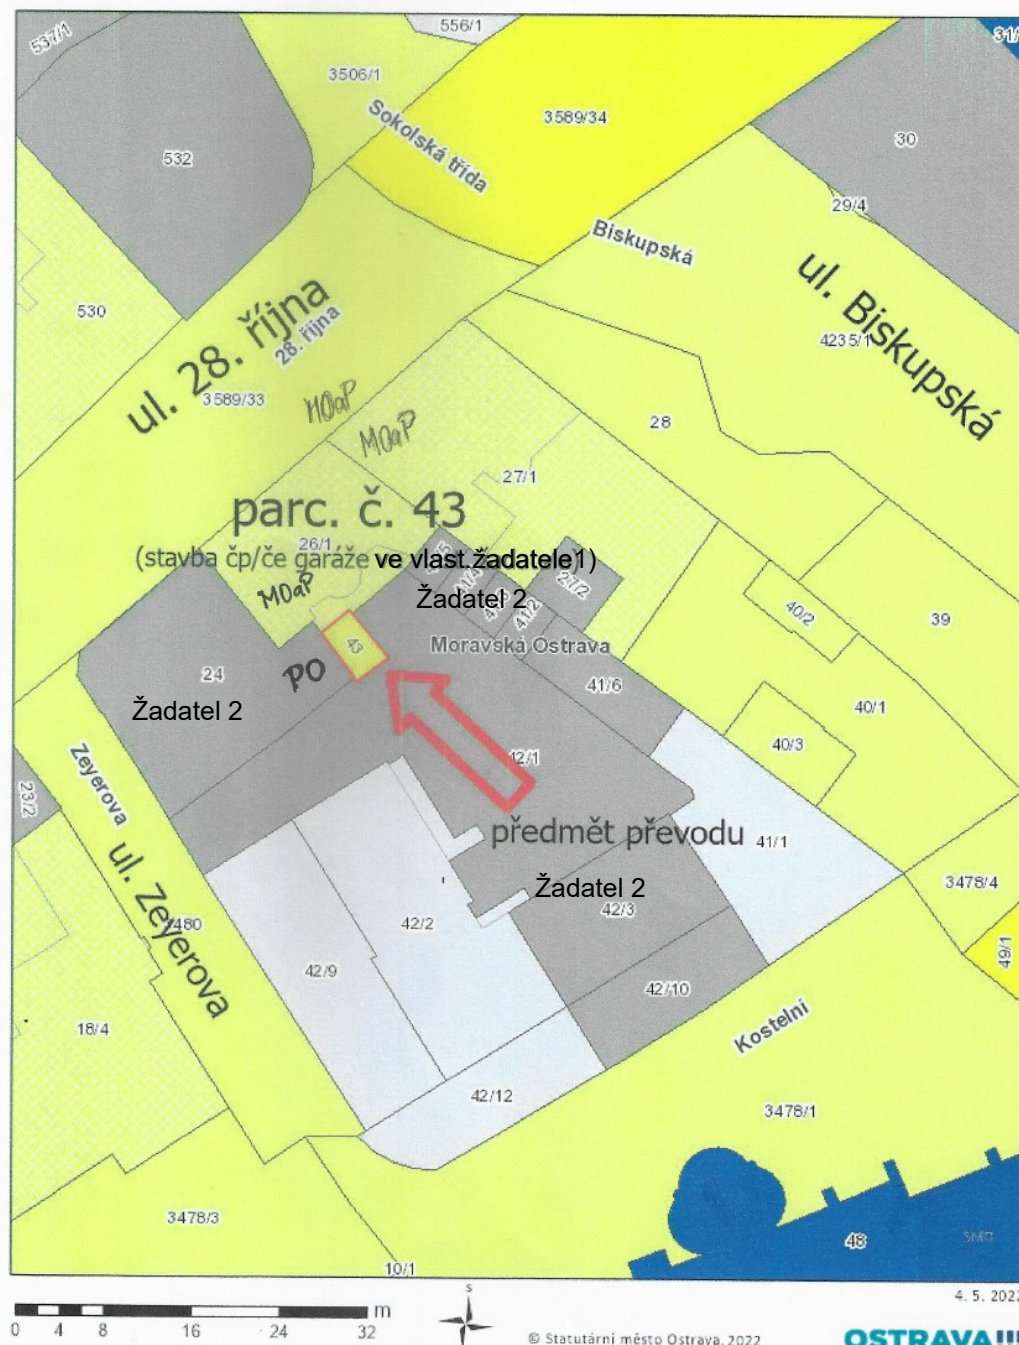 537/1
556/1
31/
3506/1
Sokolská třída
3589/34
532
30
29/4
Biskupská
ul. Biskupská
530
ul. 28. října
28. října
4235/1
3589/33
MOaP
MOaP
28
27/1
parc. č. 43
26/1
(stavba čp/če garáže ve vlast.žadatele1)
MOaP
41/4
27/2
Žadatel 2
41/2
40/2
39
43
Moravská Ostrava
24
PO
41/6
Žadatel 2
40/1
40/3
42/1
Zeyerova
23/2
předmět převodu
41/1
ul. Zeyerova
Žadatel 2
3478/4
42/3
42/2
49/1
42/9
42/10
18/4
Kostelní
42/12
3478/1
3478/3
48
SMO
10/1
m
0 4 8 16 24 32
s
4. 5. 2022
© Statutární město Ostrava, 2022
OSTRAVA!!!